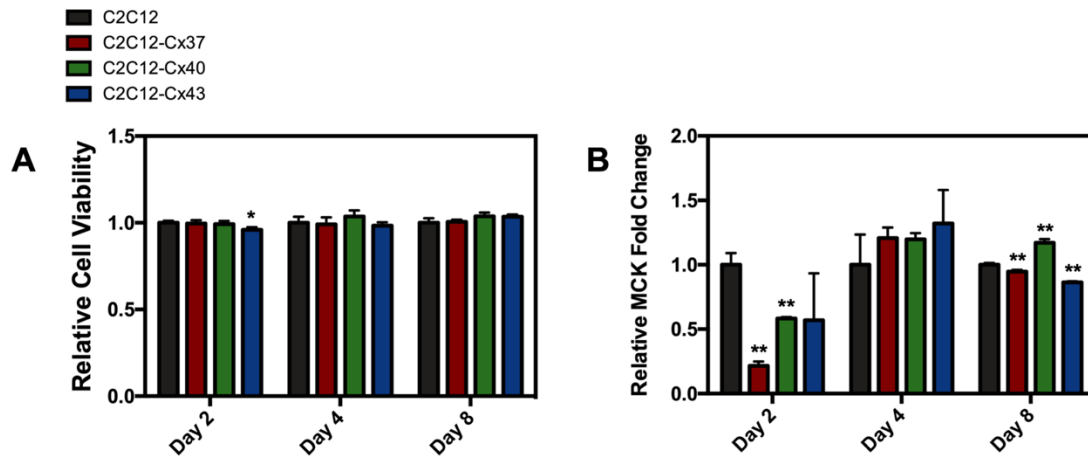 C2C12
C2C12-Cx37
C2C12-Cx40
C2C12-Cx43
A
Relative Cell Viability
1.5
1.0
0.5
0.0
*
Day 2
Day 4
Day 8
B
Relative MCK Fold Change
2.0
1.5
1.0
0.5
0.0
**
**
**
**
**
Day 2
Day 4
Day 8